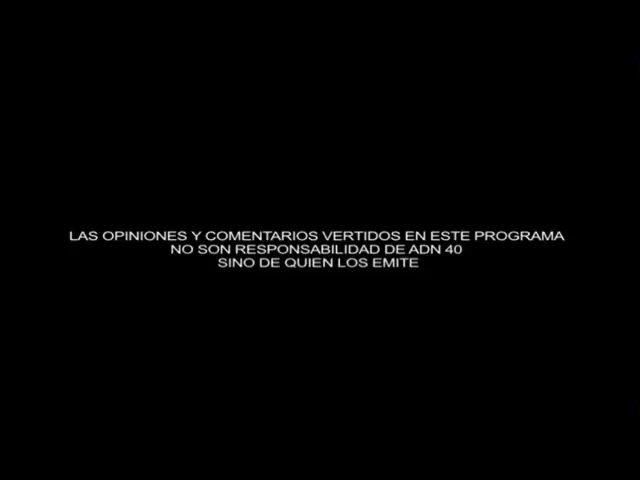 LAS OPINIONES Y COMENTARIOS VERTIDOS EN ESTE PROGRAMA
NO SON RESPONSABILIDAD DE ADN 40
SINO DE QUIEN LOS EMITE